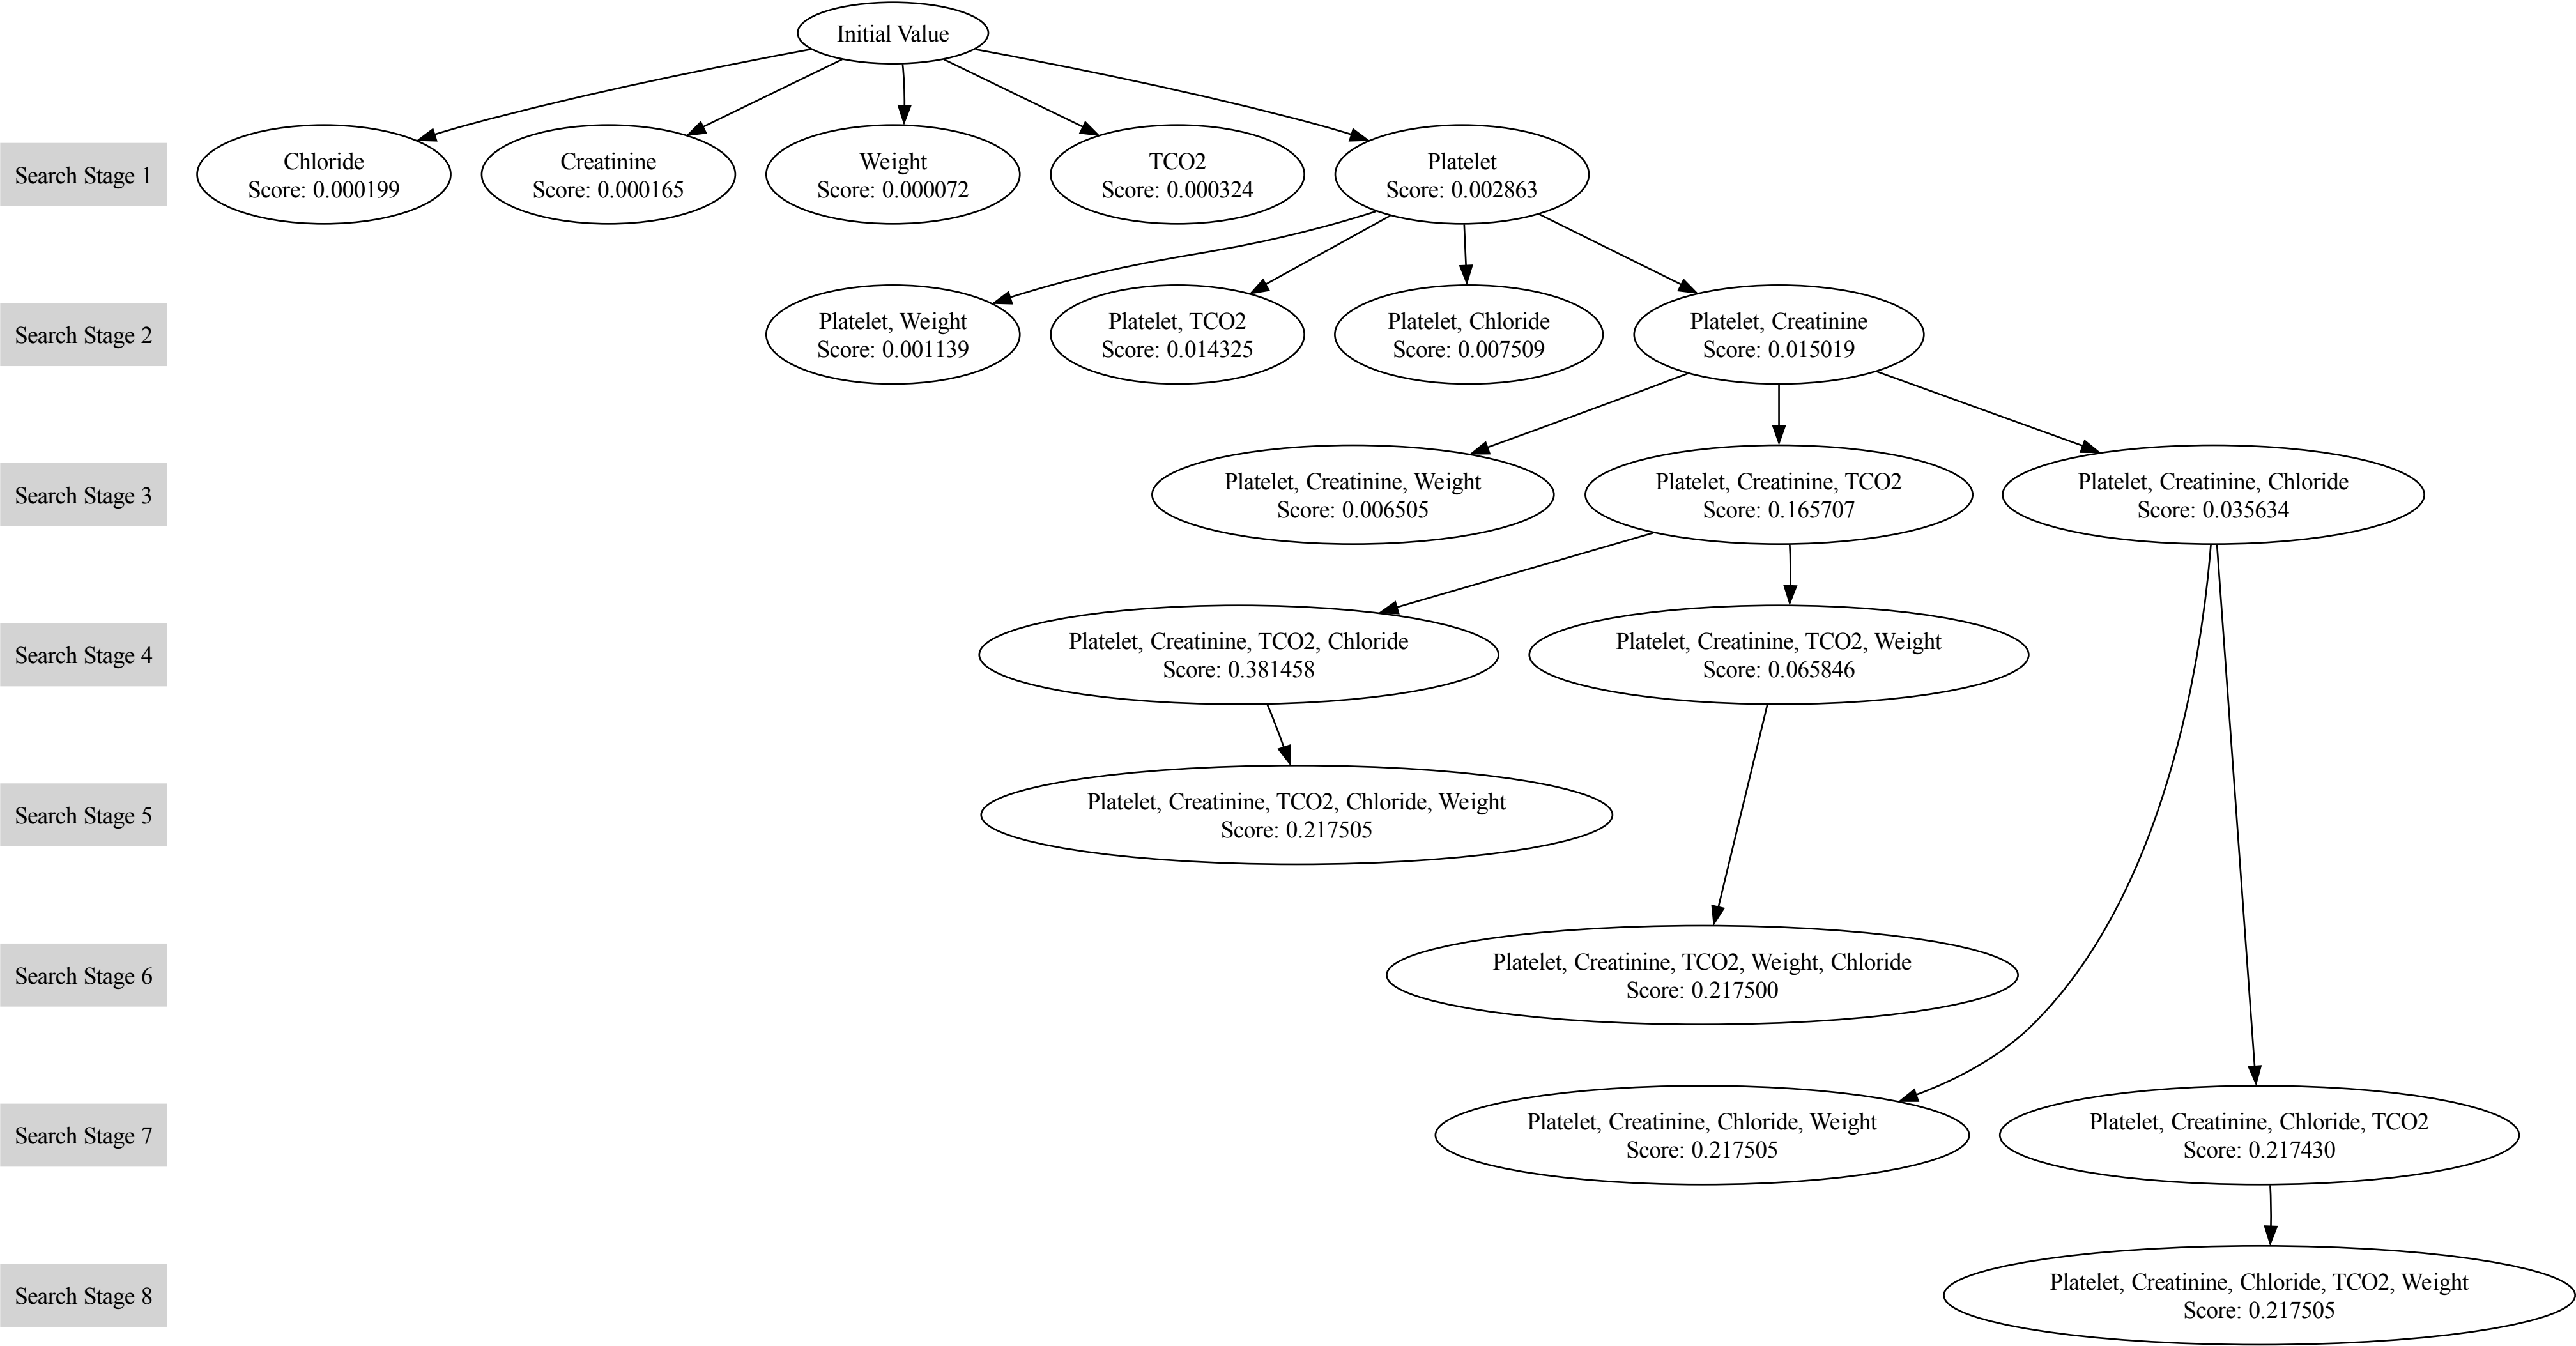 Initial Value
Search Stage 1
Chloride
Score: 0.000199
Creatinine
Score: 0.000165
Weight
Score: 0.000072
TCO2
Score: 0.000324
Platelet
Score: 0.002863
Search Stage 2
Platelet, Weight
Score: 0.001139
Platelet, TCO2
Score: 0.014325
Platelet, Chloride
Score: 0.007509
Platelet, Creatinine
Score: 0.015019
Search Stage 3
Platelet, Creatinine, Weight
Score: 0.006505
Platelet, Creatinine, TCO2
Score: 0.165707
Platelet, Creatinine, Chloride
Score: 0.035634
Search Stage 4
Platelet, Creatinine, TCO2, Chloride
Score: 0.381458
Platelet, Creatinine, TCO2, Weight
Score: 0.065846
Search Stage 5
Platelet, Creatinine, TCO2, Chloride, Weight
Score: 0.217505
Search Stage 6
Platelet, Creatinine, TCO2, Weight, Chloride
Score: 0.217500
Search Stage 7
Platelet, Creatinine, Chloride, Weight
Score: 0.217505
Platelet, Creatinine, Chloride, TCO2
Score: 0.217430
Search Stage 8
Platelet, Creatinine, Chloride, TCO2, Weight
Score: 0.217505